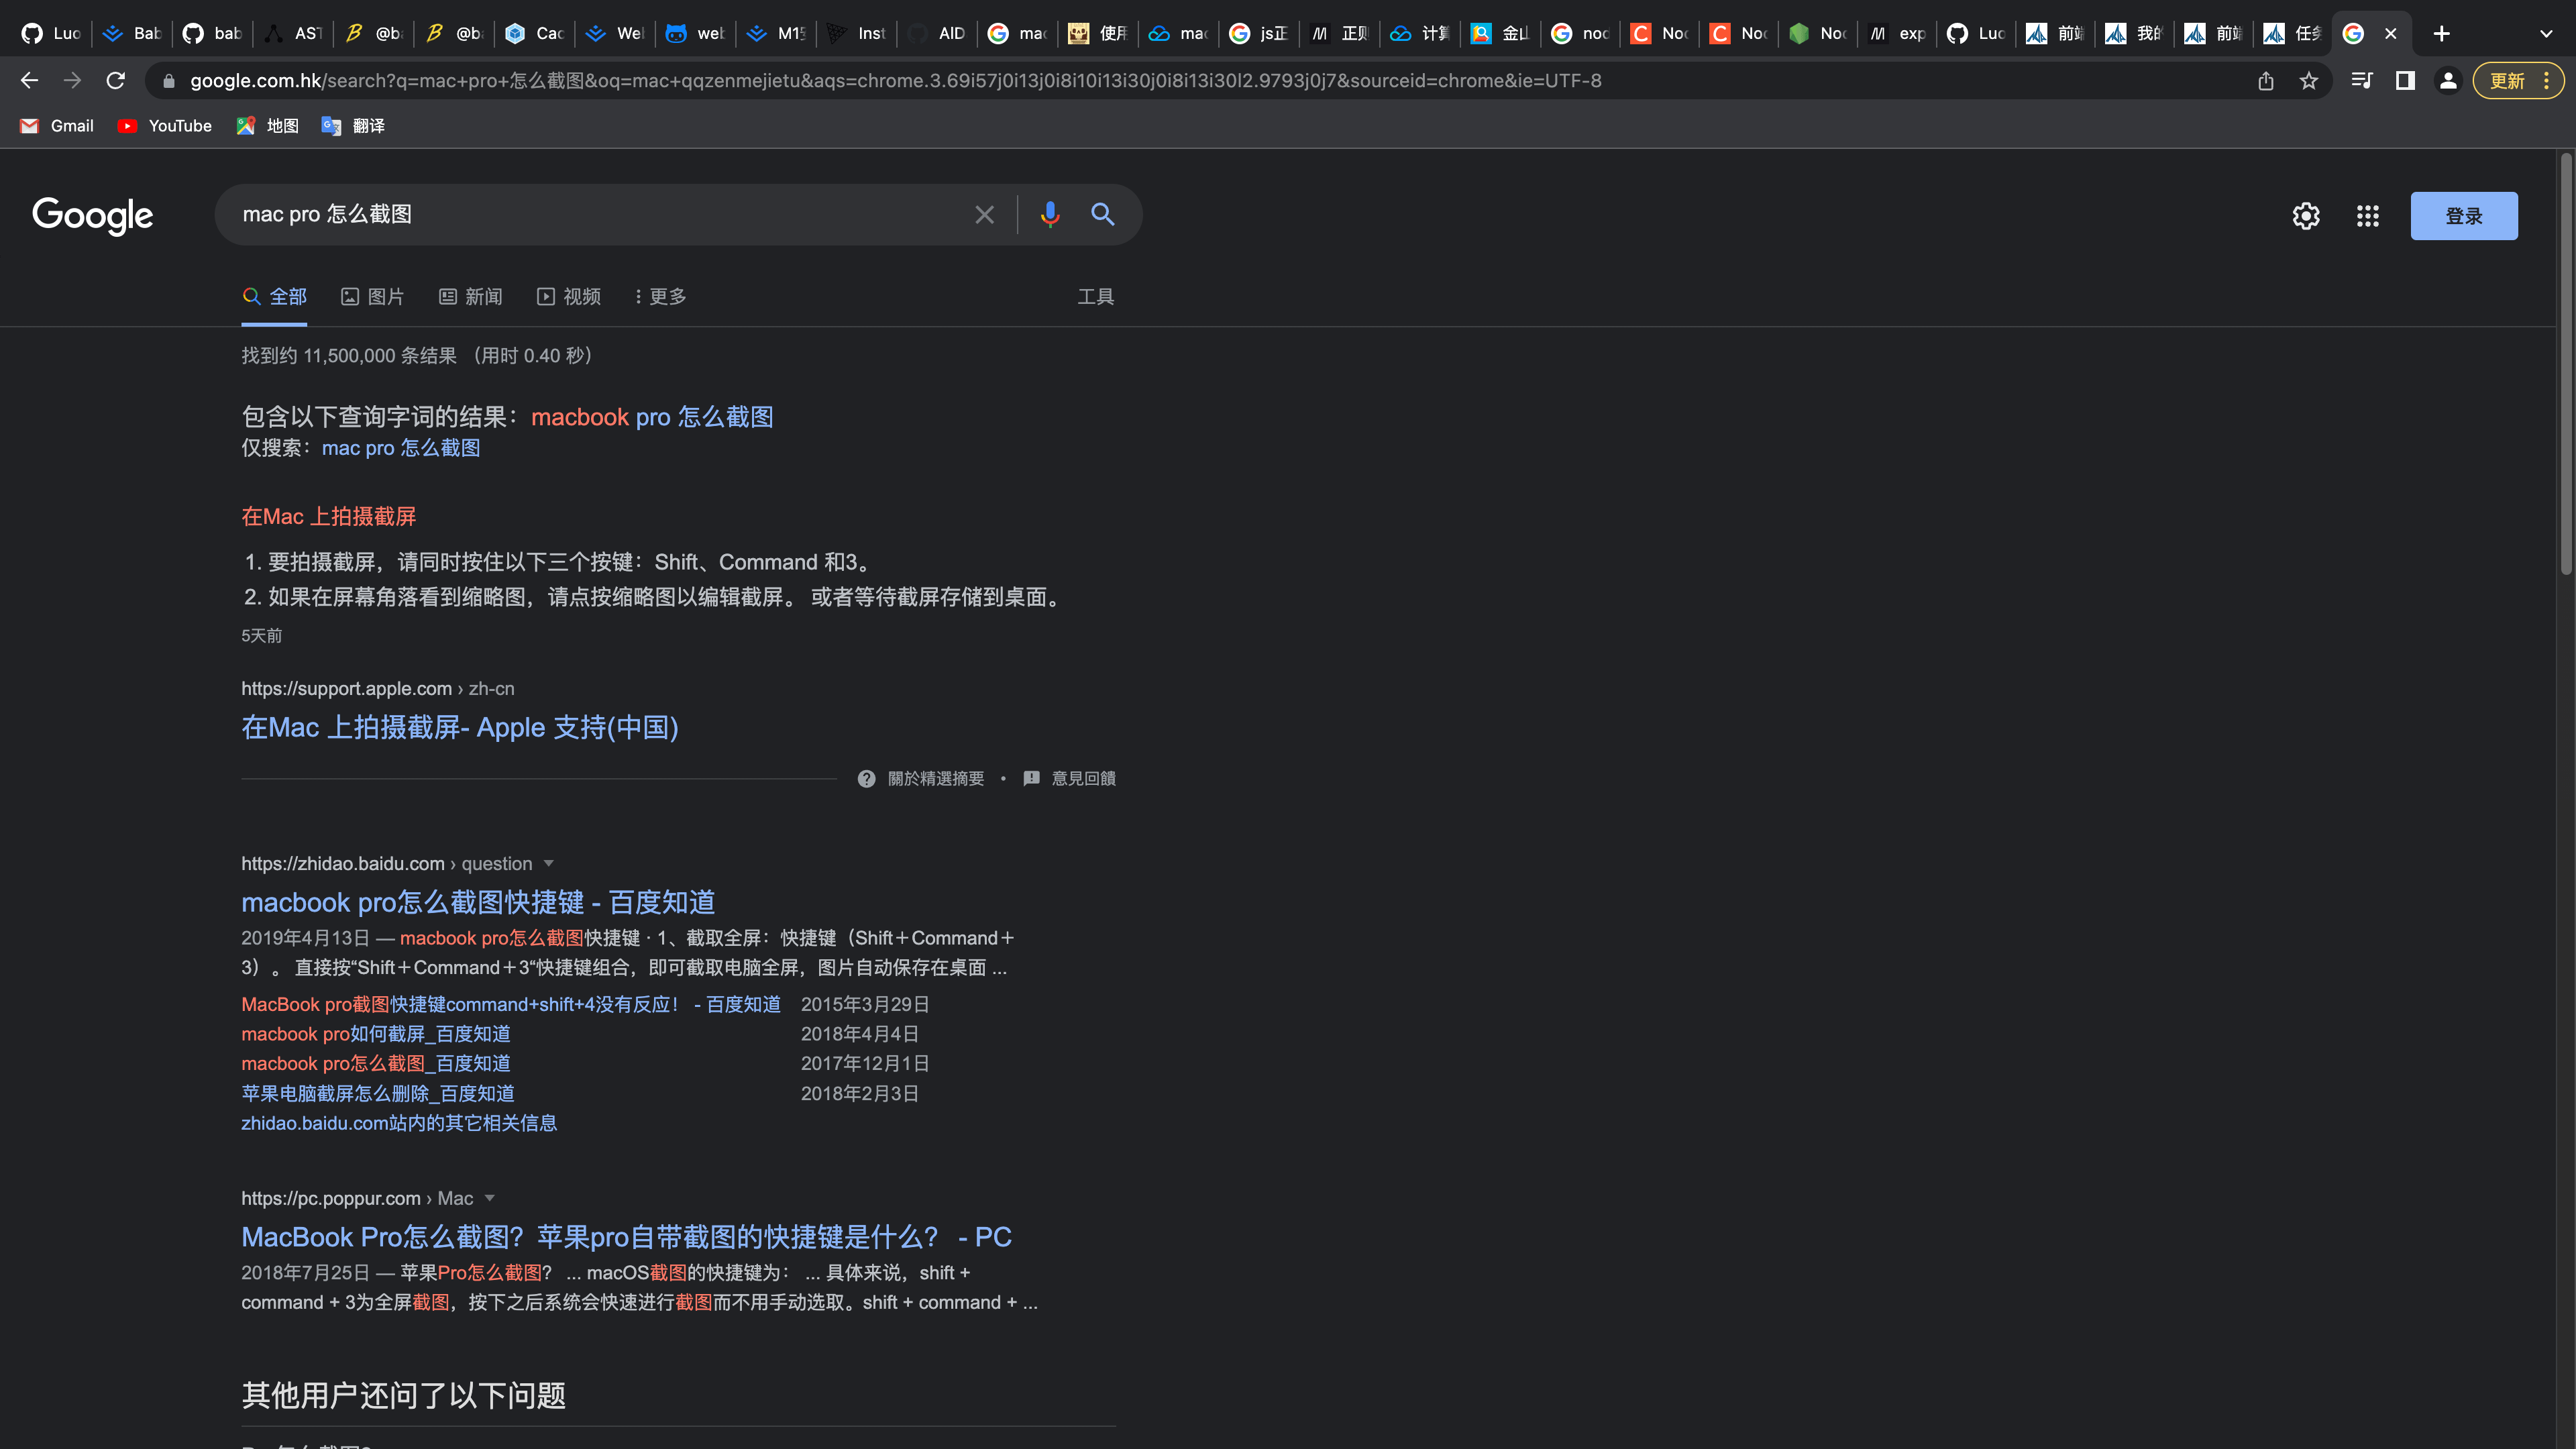 Luo Bab bab AST @ba @ba Cac Wel web M1 Inst AID mac 使用 mac js正 正则 计算 金山 nod Noc Noc Noc exp Luo 前端 我的 前端 任务
google.com.hk/search?q=mac+pro+怎么截图&oq=mac+qqzenmejietu&aqs=chrome.3.69i57j0i13j0i8i10i13i30j0i8i13i30l2.9793j0j7&sourceid=chrome&ie=UTF-8 更新
Gmail YouTube 地图 翻译
Google mac pro 怎么截图 登录
全部 图片 新闻 视频 更多 工具
找到约 11,500,000 条结果 （用时 0.40 秒）
包含以下查询字词的结果：macbook pro 怎么截图
仅搜索：mac pro 怎么截图
在Mac 上拍摄截屏
1. 要拍摄截屏，请同时按住以下三个按键：Shift、Command 和3。
2. 如果在屏幕角落看到缩略图，请点按缩略图以编辑截屏。 或者等待截屏存储到桌面。
5天前
https://support.apple.com › zh-cn
在Mac 上拍摄截屏- Apple 支持(中国)
關於精選摘要 • 意見回饋
https://zhidao.baidu.com › question
macbook pro怎么截图快捷键 - 百度知道
2019年4月13日 — macbook pro怎么截图快捷键 · 1、截取全屏：快捷键（Shift＋Command＋
3）。 直接按“Shift＋Command＋3“快捷键组合，即可截取电脑全屏，图片自动保存在桌面 ...
MacBook pro截图快捷键command+shift+4没有反应！ - 百度知道 2015年3月29日
macbook pro如何截屏_百度知道 2018年4月4日
macbook pro怎么截图_百度知道 2017年12月1日
苹果电脑截屏怎么删除_百度知道 2018年2月3日
zhidao.baidu.com站内的其它相关信息
https://pc.poppur.com › Mac
MacBook Pro怎么截图？苹果pro自带截图的快捷键是什么？ - PC
2018年7月25日 — 苹果Pro怎么截图？ ... macOS截图的快捷键为： ... 具体来说，shift +
command + 3为全屏截图，按下之后系统会快速进行截图而不用手动选取。shift + command + ...
其他用户还问了以下问题